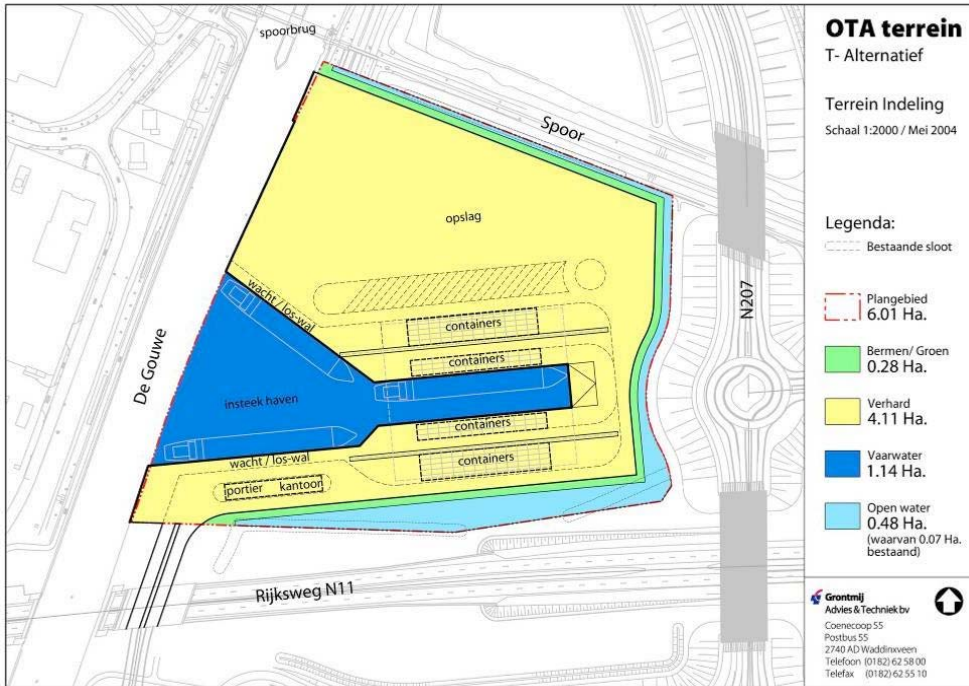 spoorbrug
Spoor
opslag
wacht / los-wal
containers
containers
De Gouwe
insteek haven
containers
containers
wacht / los-wal
portier kantoor
Rijksweg N11
N207
OTA terrein
T- Alternatief
Terrein Indeling
Schaal 1:2000 / Mei 2004
Legenda:
Bestaande sloot
Plangebied
6.01 Ha.
Bermen/ Groen
0.28 Ha.
Verhard
4.11 Ha.
Vaarwater
1.14 Ha.
Open water
0.48 Ha.
(waarvan 0.07 Ha.
bestaand)
Grontmij
Advies & Techniek bv
Coenecoop 55
Postbus 55
2740 AD Waddinxveen
Telefoon (0182) 62 58 00
Telefax (0182) 62 55 10